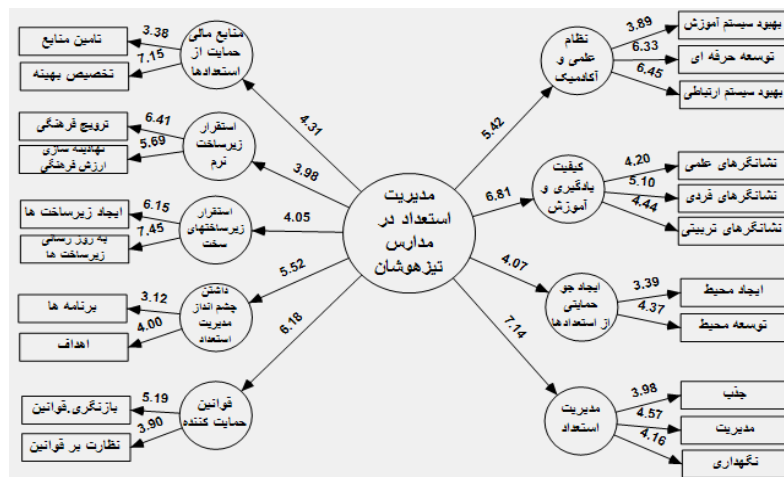 مدیریت
استعداد در
مدارس
تیزهوشان
نظام
علمی و
آکادمیک
5.42
بهبود سیستم آموزش
3.89
توسعه حرفه ای
6.33
بهبود سیستم ارتباطی
6.45
کیفیت
یادگیری و
آموزش
6.81
نشانگرهای علمی
4.20
نشانگرهای فردی
5.10
نشانگرهای تربیتی
4.44
ایجاد جو
حمایتی
از استعدادها
4.07
ایجاد محیط
3.39
توسعه محیط
4.37
مدیریت
استعداد
7.14
جذب
3.98
مدیریت
4.57
نگهداری
4.16
منابع مالی
حمایت از
استعدادها
4.31
تامین منابع
3.38
تخصیص بهینه
7.15
استقرار
زیرساخت
نرم
3.98
ترویج فرهنگی
6.41
نهادینه سازی
ارزش فرهنگی
5.69
استقرار
زیرساختهای
سخت
4.05
ایجاد زیرساخت ها
6.15
به روز رسانی
زیرساخت ها
7.45
داشتن
چشم انداز
مدیریت
استعداد
5.52
برنامه ها
3.12
اهداف
4.00
قوانین
حمایت کننده
6.18
بازنگری قوانین
5.19
نظارت بر قوانین
3.90